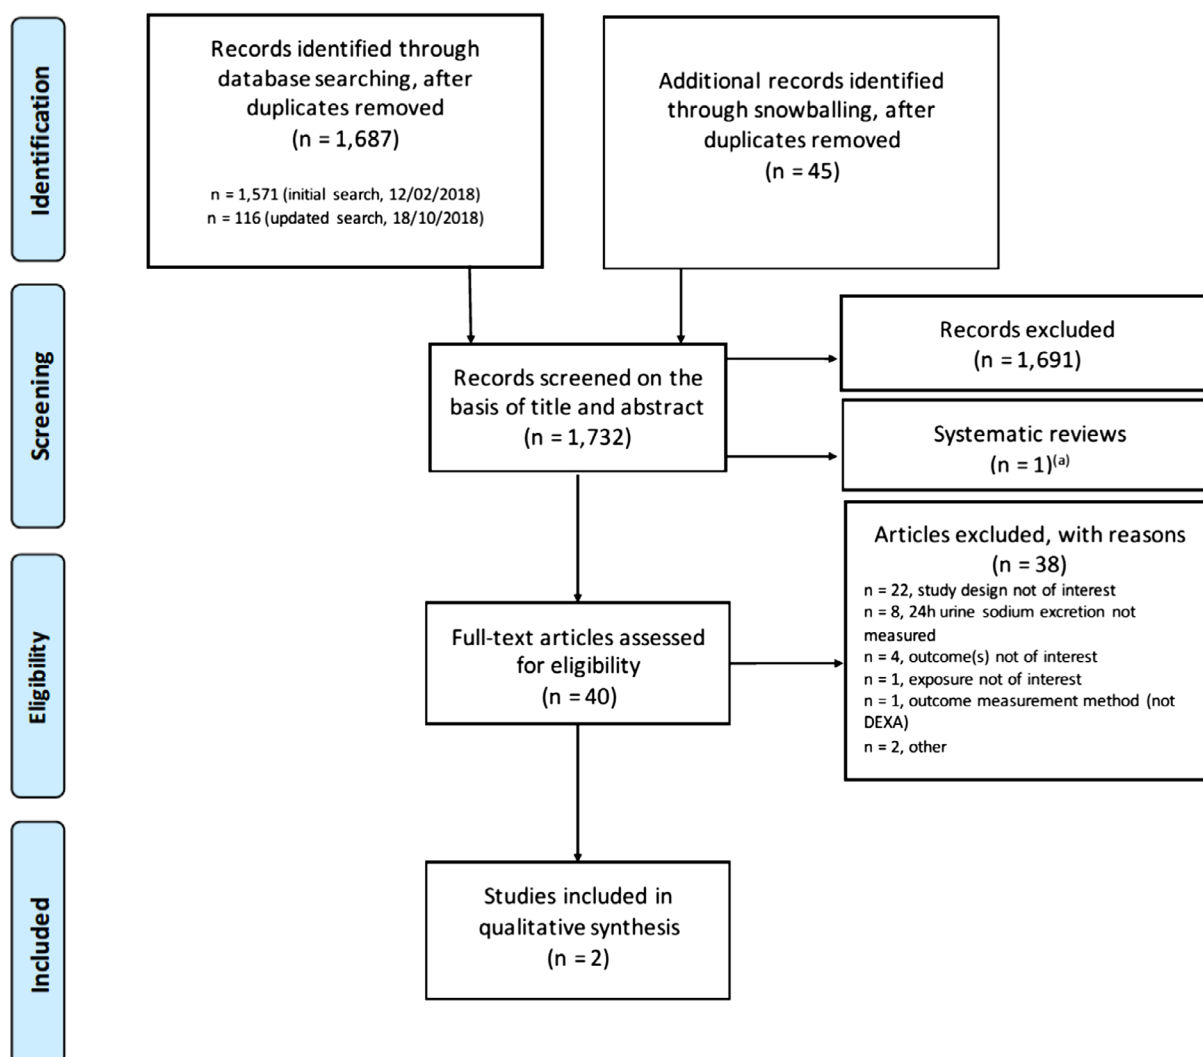 Identification
Records identified through
database searching, after
duplicates removed
(n = 1,687)
n = 1,571 (initial search, 12/02/2018)
n = 116 (updated search, 18/10/2018)
Additional records identified
through snowballing, after
duplicates removed
(n = 45)
Screening
Records screened on the
basis of title and abstract
(n = 1,732)
Records excluded
(n = 1,691)
Systematic reviews
(n = 1)(a)
Eligibility
Full-text articles assessed
for eligibility
(n = 40)
Articles excluded, with reasons
(n = 38)
n = 22, study design not of interest
n = 8, 24h urine sodium excretion not
measured
n = 4, outcome(s) not of interest
n = 1, exposure not of interest
n = 1, outcome measurement method (not
DEXA)
n = 2, other
Included
Studies included in
qualitative synthesis
(n = 2)